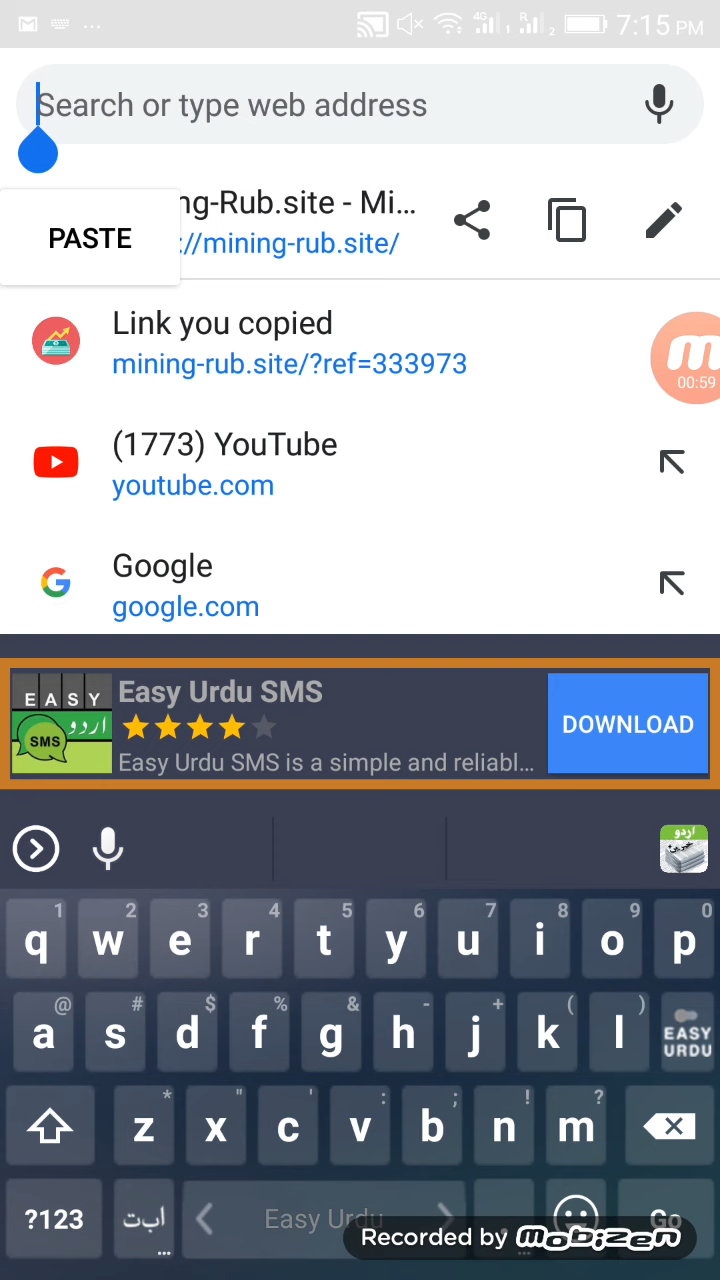 ... 4G 1 R 2 7:15 PM
Search or type web address
PASTE
ng-Rub.site - Mi...
://mining-rub.site/
Link you copied
mining-rub.site/?ref=333973
00:59
(1773) YouTube
youtube.com
Google
google.com
EASY
اردو
SMS
Easy Urdu SMS
Easy Urdu SMS is a simple and reliabl...
DOWNLOAD
اردو
1 2 3 4 5 6 7 8 9 0
q w e r t y u i o p
@ # $ % & - + ( )
a s d f g h j k l EASY URDU
* " ' : ; ! ?
z x c v b n m
?123 ا ب ت ... Easy Urdu Go
Recorded by mobizen